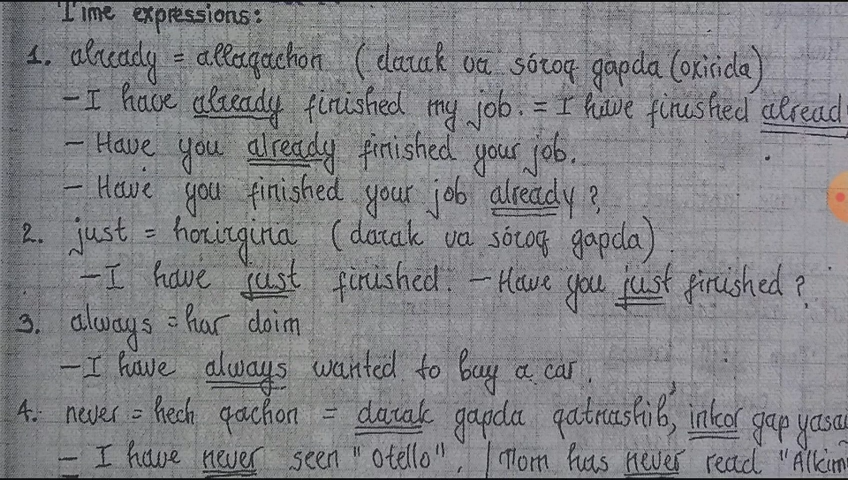 Time expressions:
1. already = allaqachon ( darak va so'roq gapda (oxirida)
- I have already finished my job. = I have finished alread
- Have you already finished your job.
- Have you finished your job already?
2. just = hozirgina (darak va so'roq gapda).
- I have just finished. - Have you just finished?
3. always = har doim
- I have always wanted to buy a car.
4. never = hech qachon = darak gapda qatnashib, inkor gap yasa
- I have never seen "Otello". / Tom has never read "Alkim